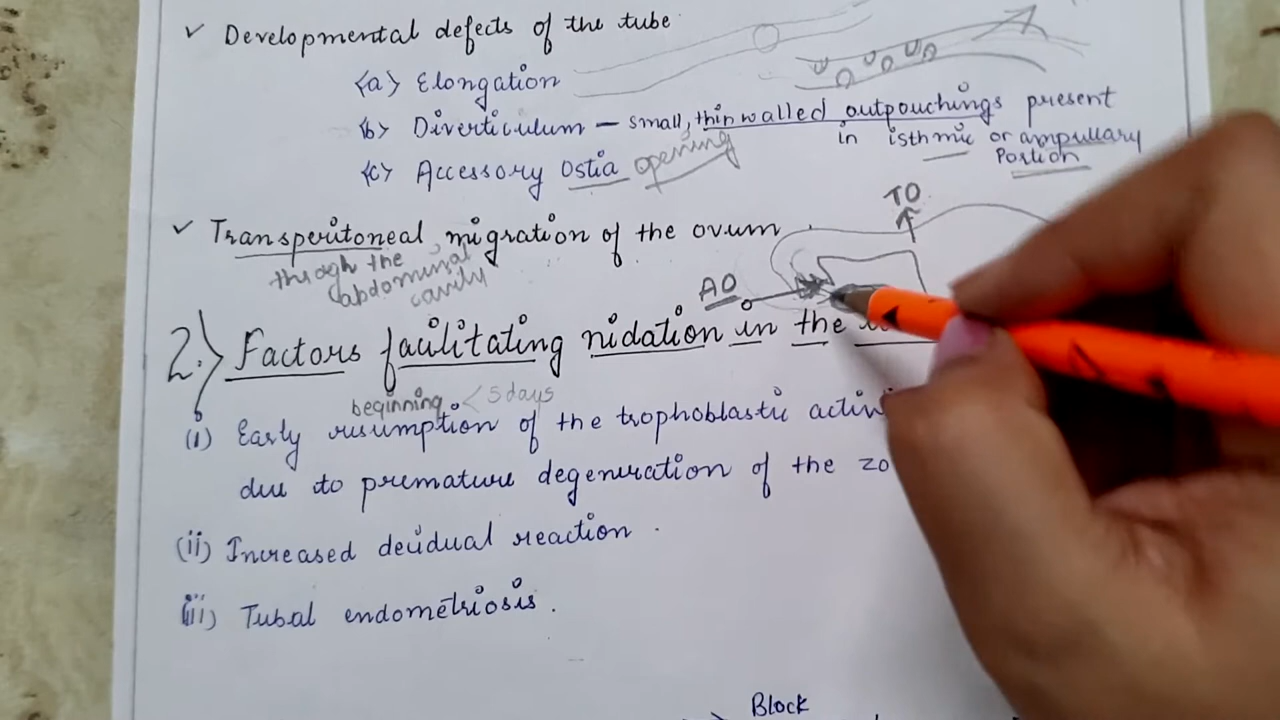 ✓ Developmental defects of the tube
(a) Elongation
(b) Diverticulum – small, thin walled outpouchings present
in isthmic or ampullary
Portion
(c) Accessory Ostia opening
TO
✓ Transperitoneal migration of the ovum
through the
abdominal
cavity
AO
2.) Factors facilitating nidation in the
beginning < 5 days
(i) Early resumption of the trophoblastic
due to premature degeneration of the
(ii) Increased decidual reaction.
(iii) Tubal endometriosis.
Block